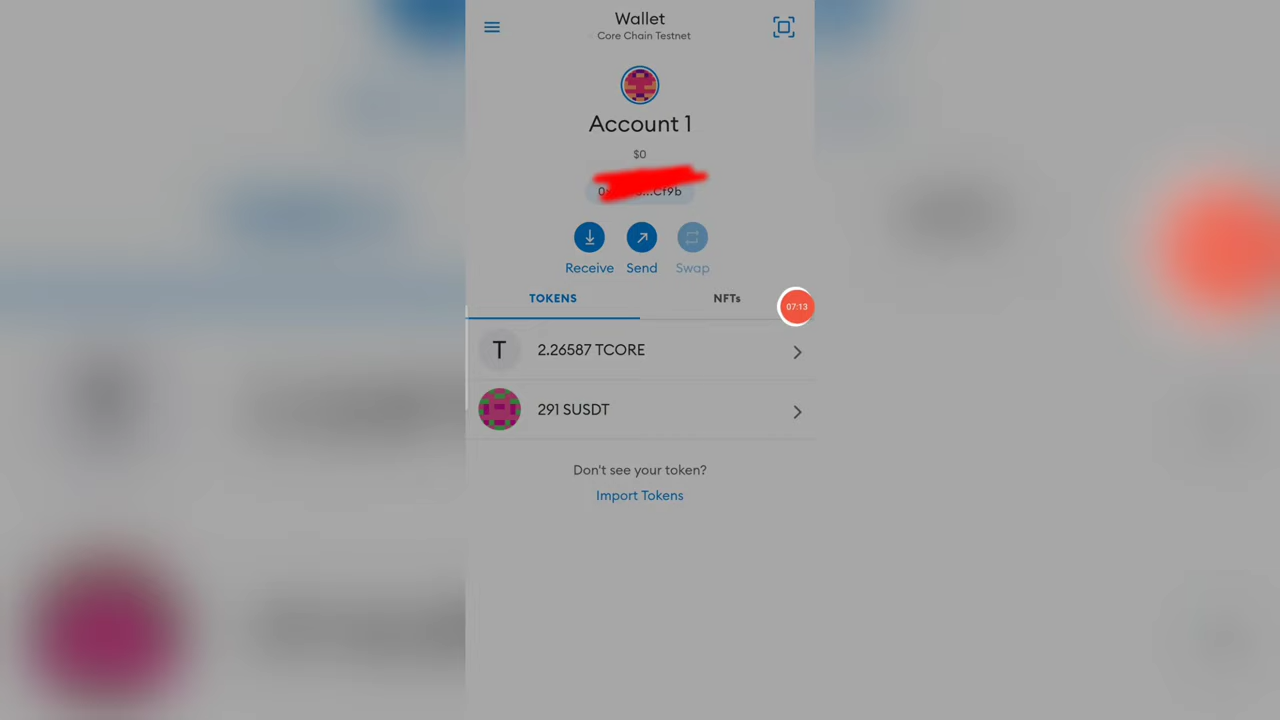 Wallet
Core Chain Testnet
Account 1
$0
Receive
Send
Swap
TOKENS
NFTs
07:13
T
2.26587 TCORE
291 SUSDT
Don't see your token?
Import Tokens